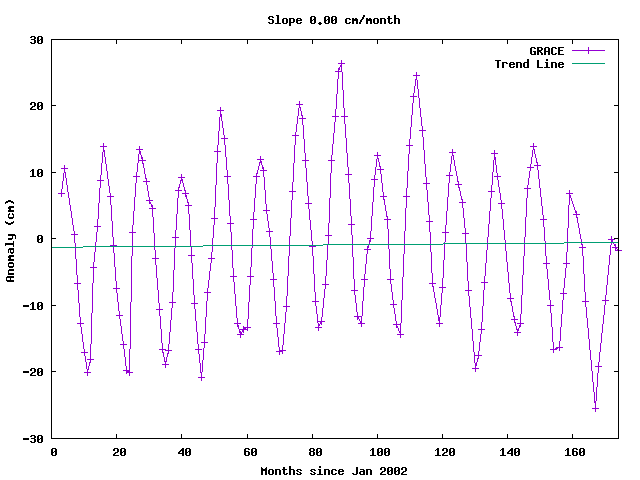 Slope 0.00 cm/month
GRACE
Trend Line
Anomaly (cm)
30
20
10
0
-10
-20
-30
0 20 40 60 80 100 120 140 160
Months since Jan 2002